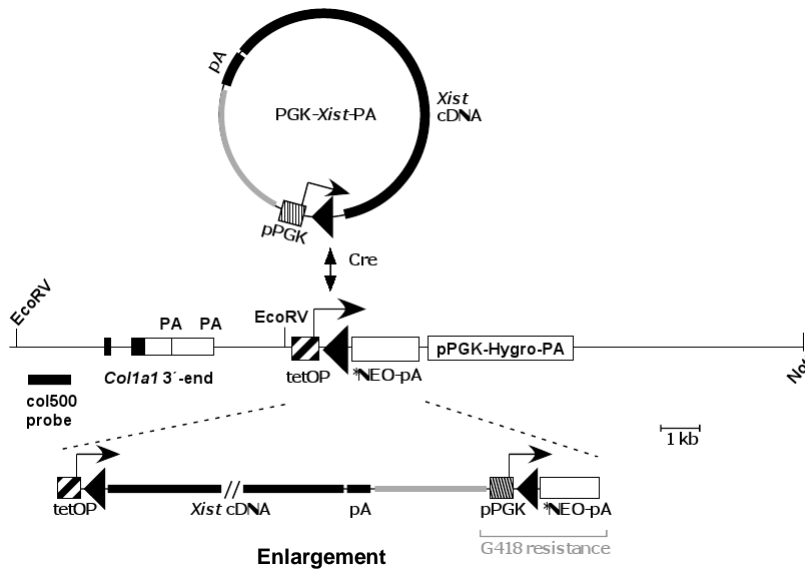 pA
PGK-Xist-PA
Xist
cDNA
pPGK
Cre
EcoRV
PA PA
EcoRV
pPGK-Hygro-PA
Col1a1 3´-end
tetOP
*NEO-pA
col500
probe
1 kb
tetOP
Xist cDNA
//
pA
pPGK
*NEO-pA
G418 resistance
Enlargement